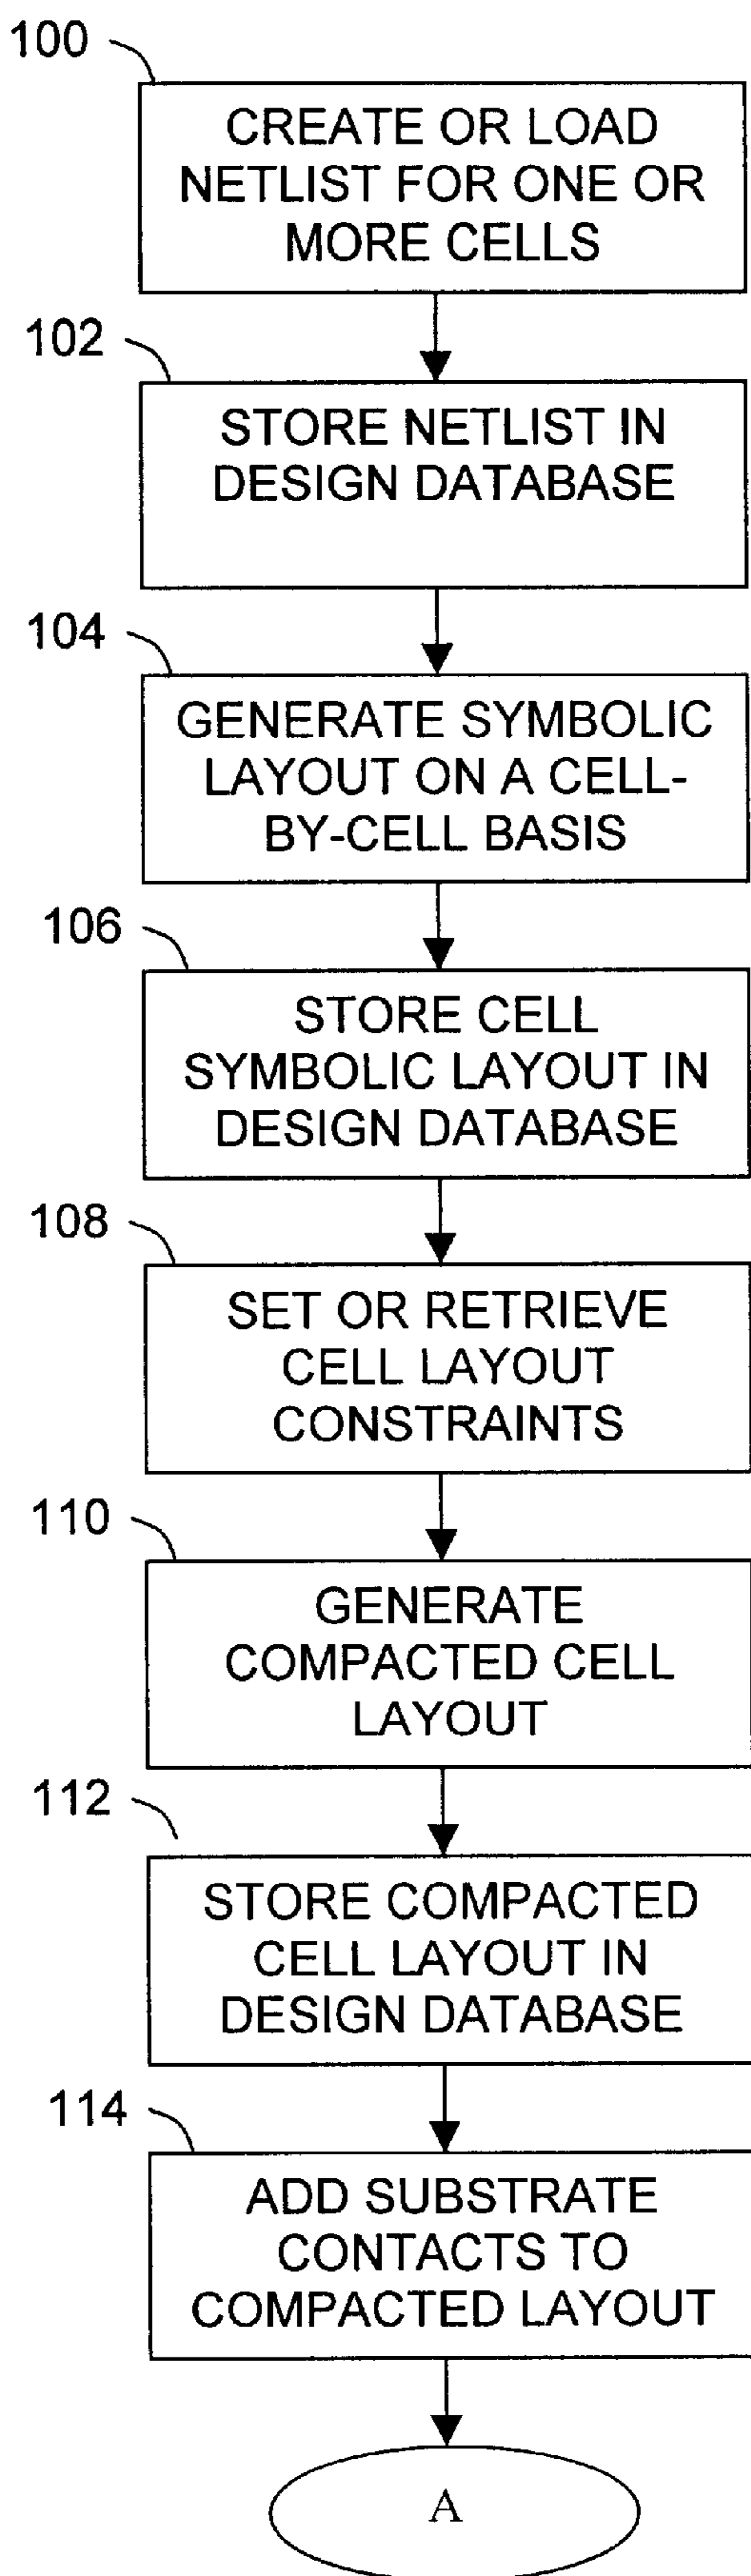 100
CREATE OR LOAD
NETLIST FOR ONE OR
MORE CELLS
102
STORE NETLIST IN
DESIGN DATABASE
104
GENERATE SYMBOLIC
LAYOUT ON A CELL-
BY-CELL BASIS
106
STORE CELL
SYMBOLIC LAYOUT IN
DESIGN DATABASE
108
SET OR RETRIEVE
CELL LAYOUT
CONSTRAINTS
110
GENERATE
COMPACTED CELL
LAYOUT
112
STORE COMPACTED
CELL LAYOUT IN
DESIGN DATABASE
114
ADD SUBSTRATE
CONTACTS TO
COMPACTED LAYOUT
A